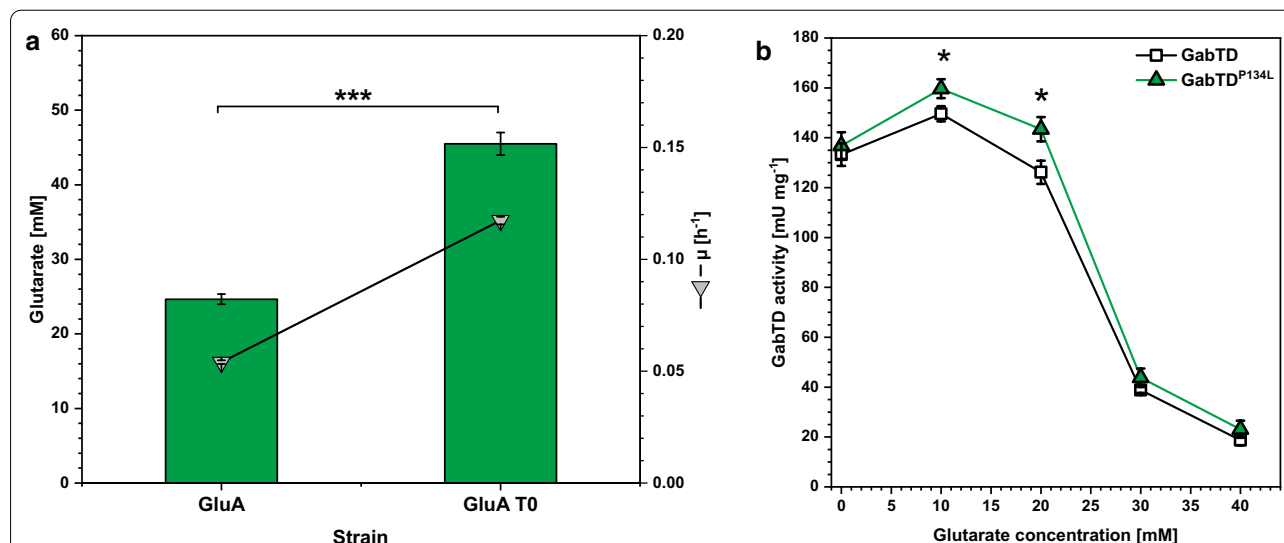 a
60
50
40
30
20
10
0
Glutarate [mM]
***
0.20
0.15
0.10
0.05
0.00
µ [h-1]
GluA
GluA T0
Strain
b
180
160
140
120
100
80
60
40
20
0
GabTD activity [mU mg-1]
* *
GabTD
GabTDP134L
0 5 10 15 20 25 30 35 40
Glutarate concentration [mM]